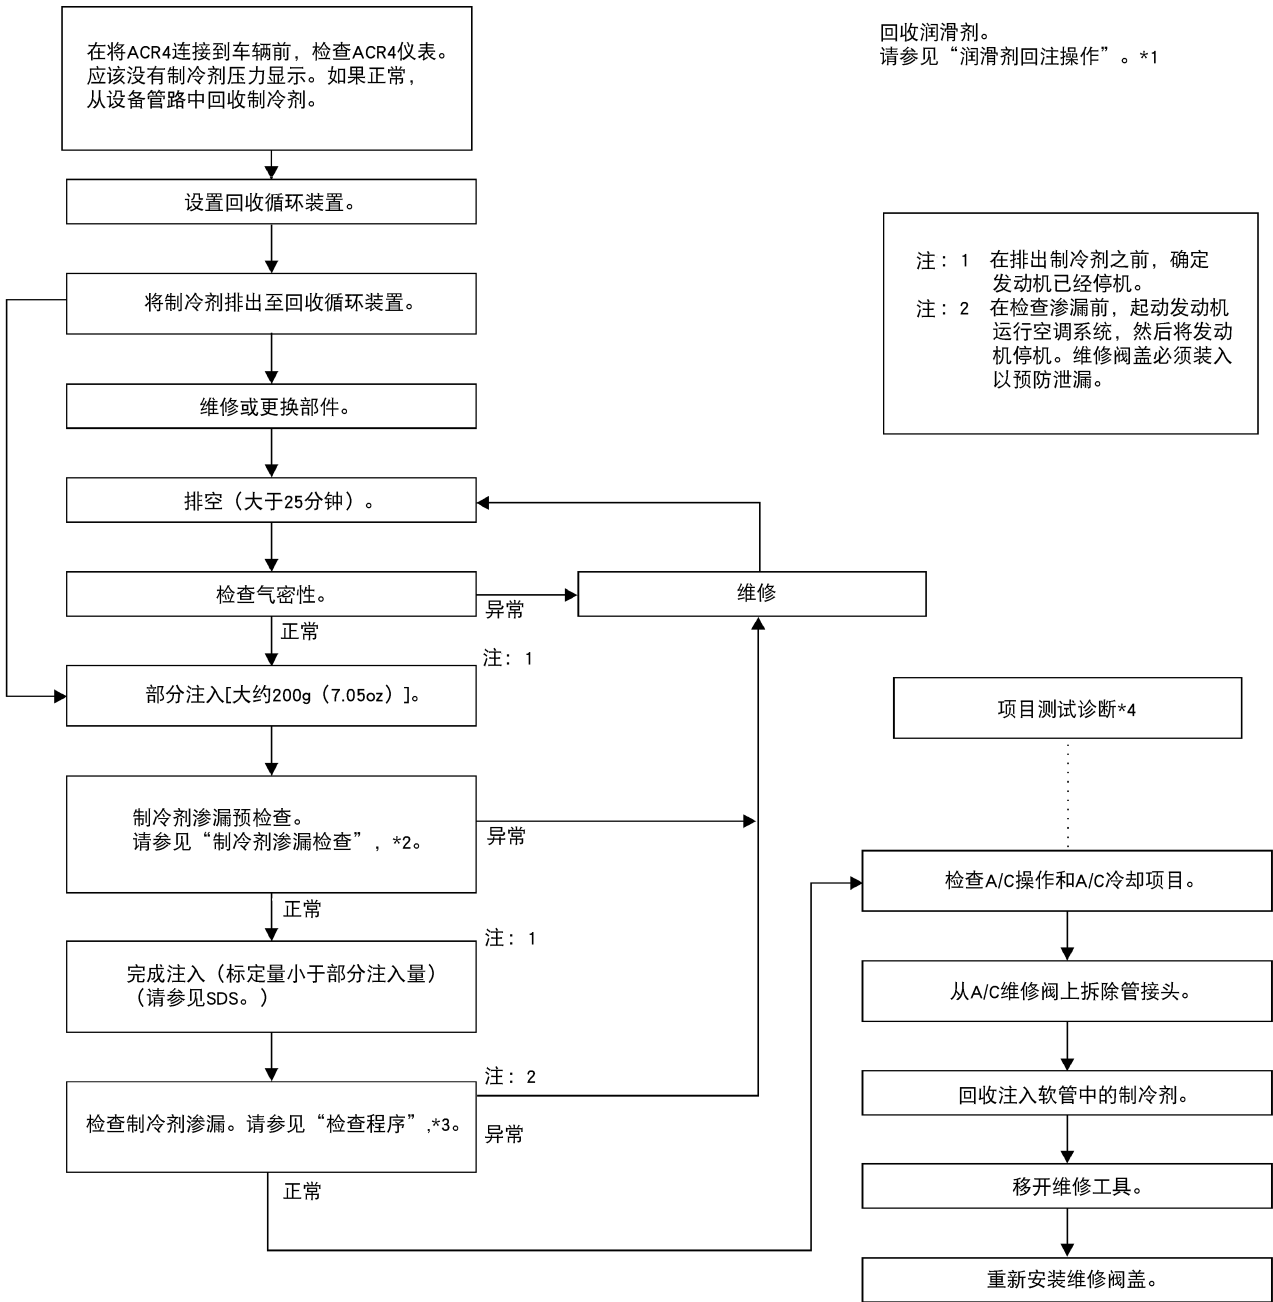 在将ACR4连接到车辆前，检查ACR4仪表。
应该没有制冷剂压力显示。如果正常，
从设备管路中回收制冷剂。
回收润滑剂。
请参见“润滑剂回注操作”。*1
设置回收循环装置。
将制冷剂排出至回收循环装置。
注：1 在排出制冷剂之前，确定
发动机已经停机。
注：2 在检查渗漏前，起动发动机
运行空调系统，然后将发动
机停机。维修阀盖必须装入
以预防泄漏。
维修或更换部件。
排空（大于25分钟）。
检查气密性。
异常
维修
正常
注：1
部分注入[大约200g（7.05oz）]。
制冷剂渗漏预检查。
请参见“制冷剂渗漏检查”，*2。
异常
正常
注：1
完成注入（标定量小于部分注入量）
（请参见SDS。）
注：2
检查制冷剂渗漏。请参见“检查程序”,*3。
异常
正常
项目测试诊断*4
检查A/C操作和A/C冷却项目。
从A/C维修阀上拆除管接头。
回收注入软管中的制冷剂。
移开维修工具。
重新安装维修阀盖。